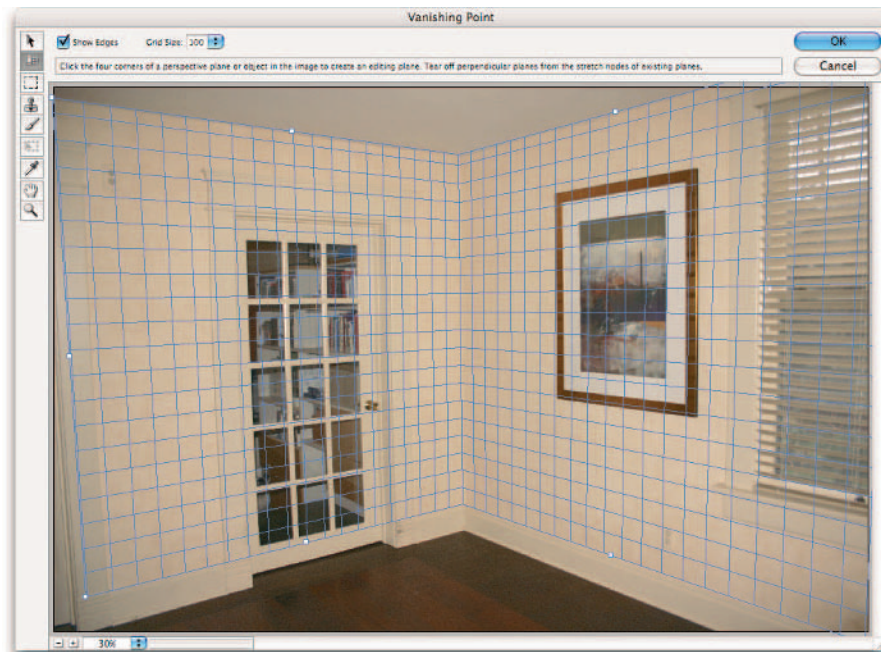 Vanishing Point
Show Edges Grid Size: 100
OK
Click the four corners of a perspective plane or object in the image to create an editing plane. Tear off perpendicular planes from the stretch nodes of existing planes.
Cancel
30%